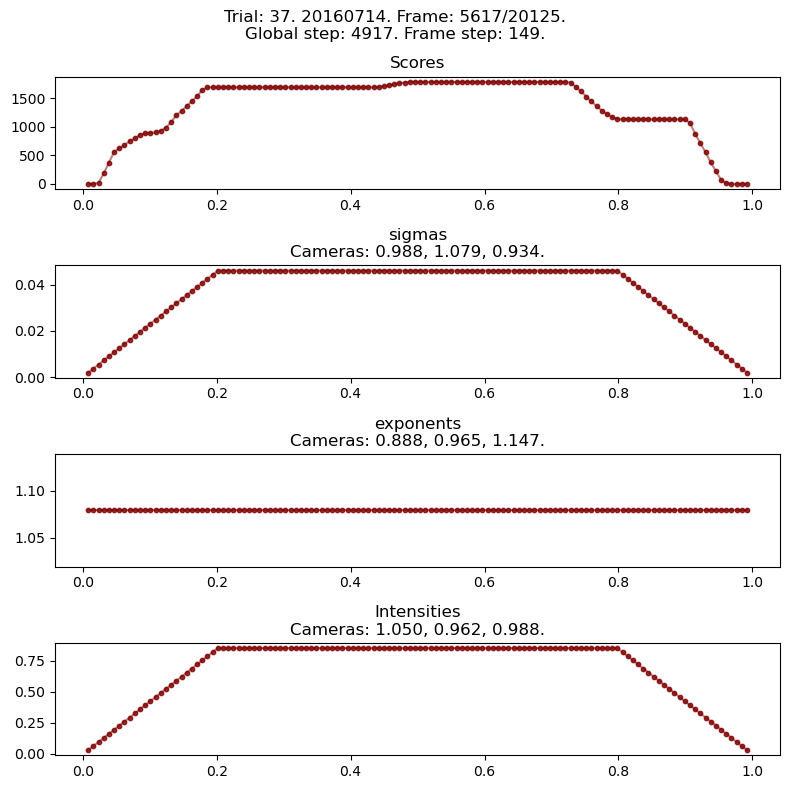 Trial: 37. 20160714. Frame: 5617/20125.
Global step: 4917. Frame step: 149.
Scores
1500
1000
500
0
0.0 0.2 0.4 0.6 0.8 1.0
sigmas
Cameras: 0.988, 1.079, 0.934.
0.04
0.02
0.00
0.0 0.2 0.4 0.6 0.8 1.0
exponents
Cameras: 0.888, 0.965, 1.147.
1.10
1.05
0.0 0.2 0.4 0.6 0.8 1.0
Intensities
Cameras: 1.050, 0.962, 0.988.
0.75
0.50
0.25
0.00
0.0 0.2 0.4 0.6 0.8 1.0